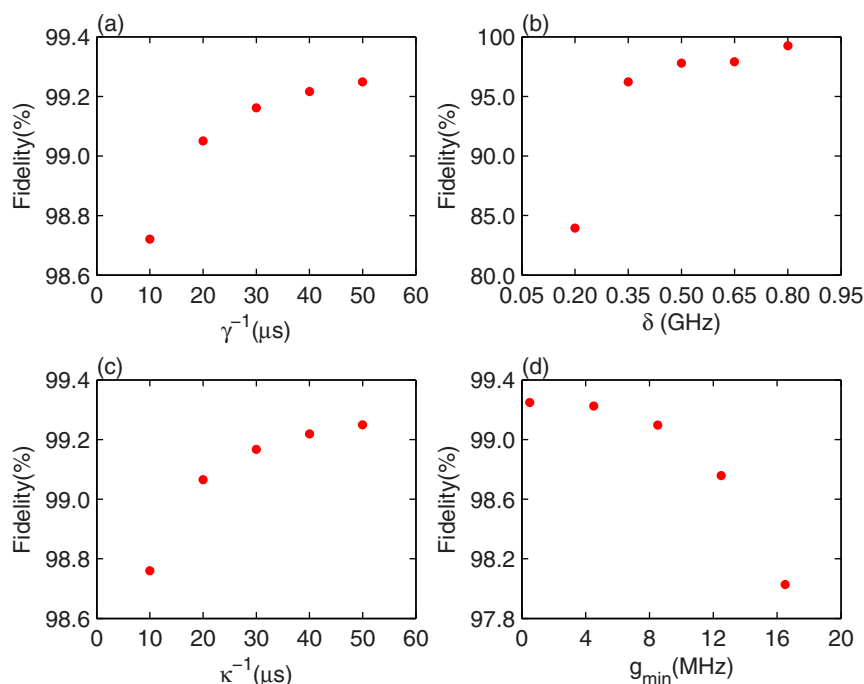 (a)
99.4
99.2
99.0
98.8
98.6
Fidelity(%)
0 10 20 30 40 50 60
γ⁻¹(μs)
(b)
100
95.0
90.0
85.0
80.0
Fidelity(%)
0.05 0.20 0.35 0.50 0.65 0.80 0.95
δ (GHz)
(c)
99.4
99.2
99.0
98.8
98.6
Fidelity(%)
0 10 20 30 40 50 60
κ⁻¹(μs)
(d)
99.4
99.0
98.6
98.2
97.8
Fidelity(%)
0 4 8 12 16 20
g_min(MHz)